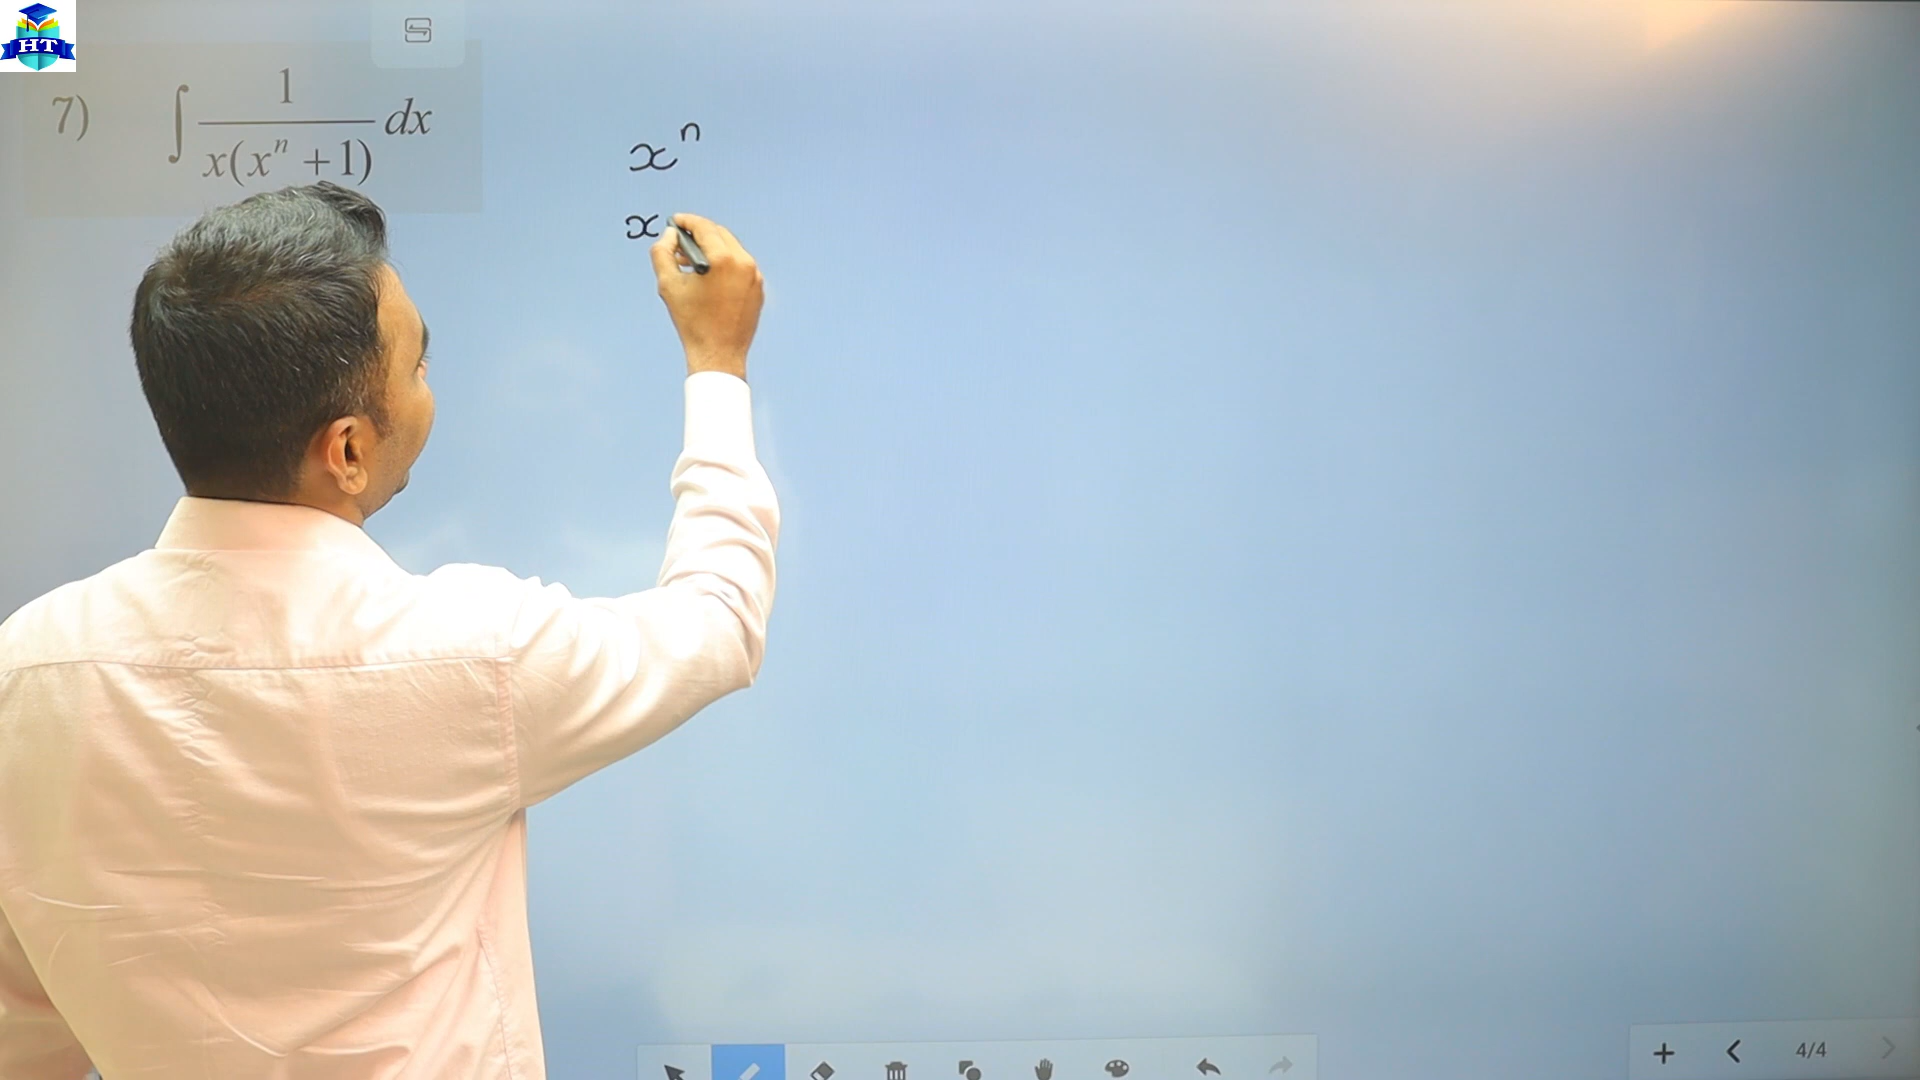 HT
7) ∫ 1/(x(xⁿ + 1)) dx
xⁿ
x
4/4